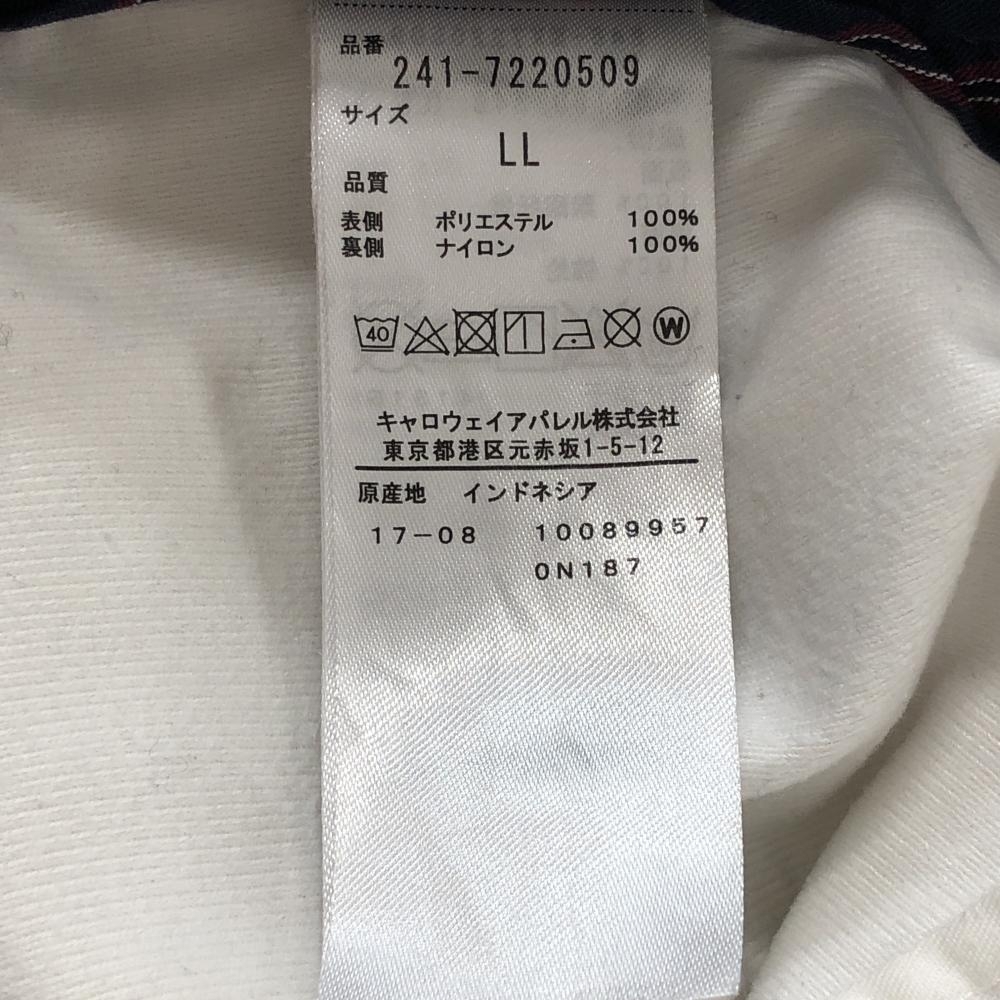 品番
241-7220509
サイズ
LL
品質
表側 ポリエステル 100%
裏側 ナイロン 100%
40 W
キャロウェイアパレル株式会社
東京都港区元赤坂1-5-12
原産地 インドネシア
17-08 10089957
0N187